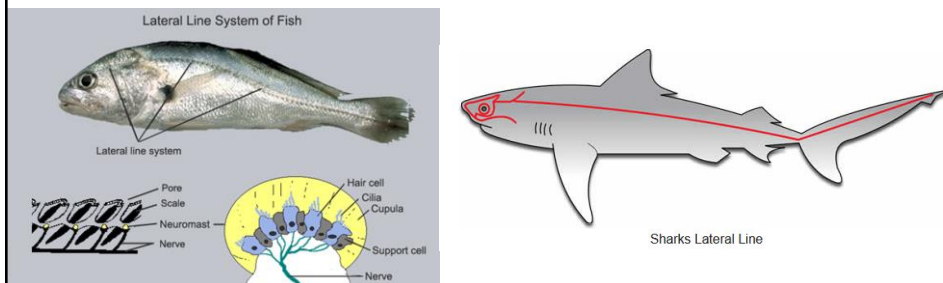 Lateral Line System of Fish
Lateral line system
Pore
Scale
Neuromast
Nerve
Hair cell
Cilia
Cupula
Support cell
Nerve
Sharks Lateral Line